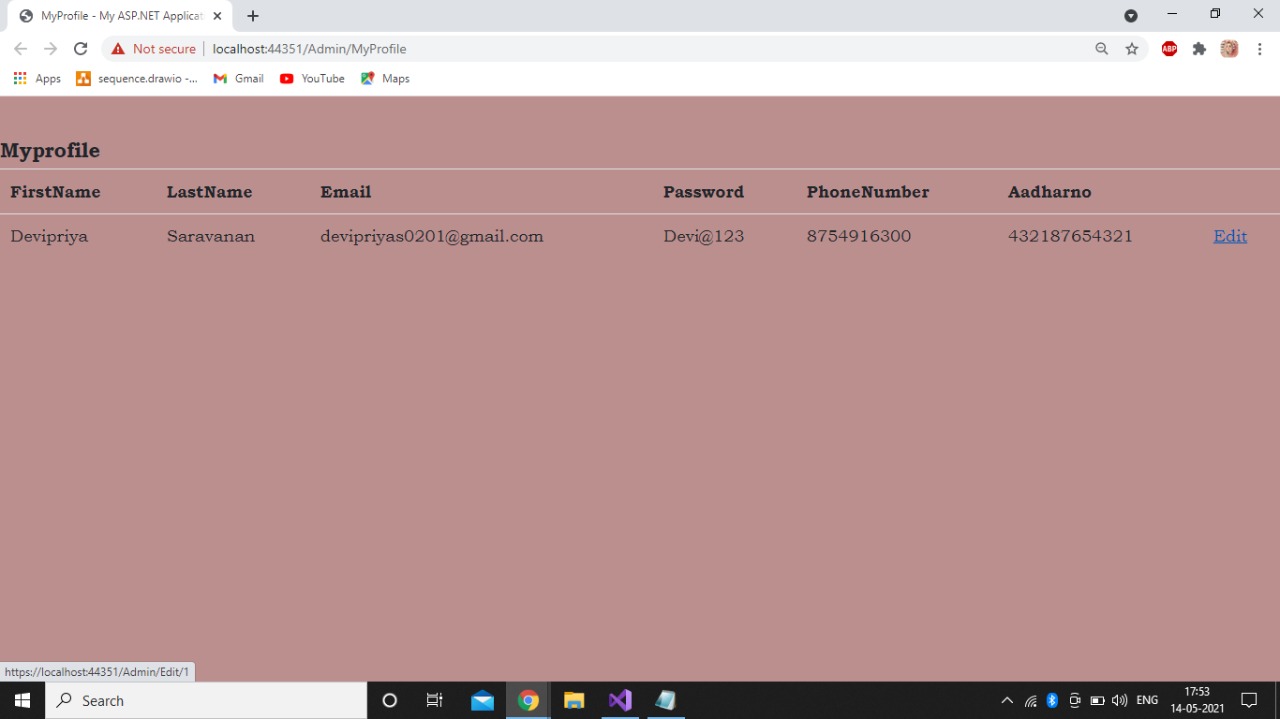 MyProfile - My ASP.NET Applicat
Not secure localhost:44351/Admin/MyProfile
ABP
Apps sequence.drawio -... Gmail YouTube Maps
Myprofile
FirstName LastName Email Password PhoneNumber Aadharno
Devipriya Saravanan devipriyas0201@gmail.com Devi@123 8754916300 432187654321 Edit
https://localhost:44351/Admin/Edit/1
Search ENG 17:53
14-05-2021